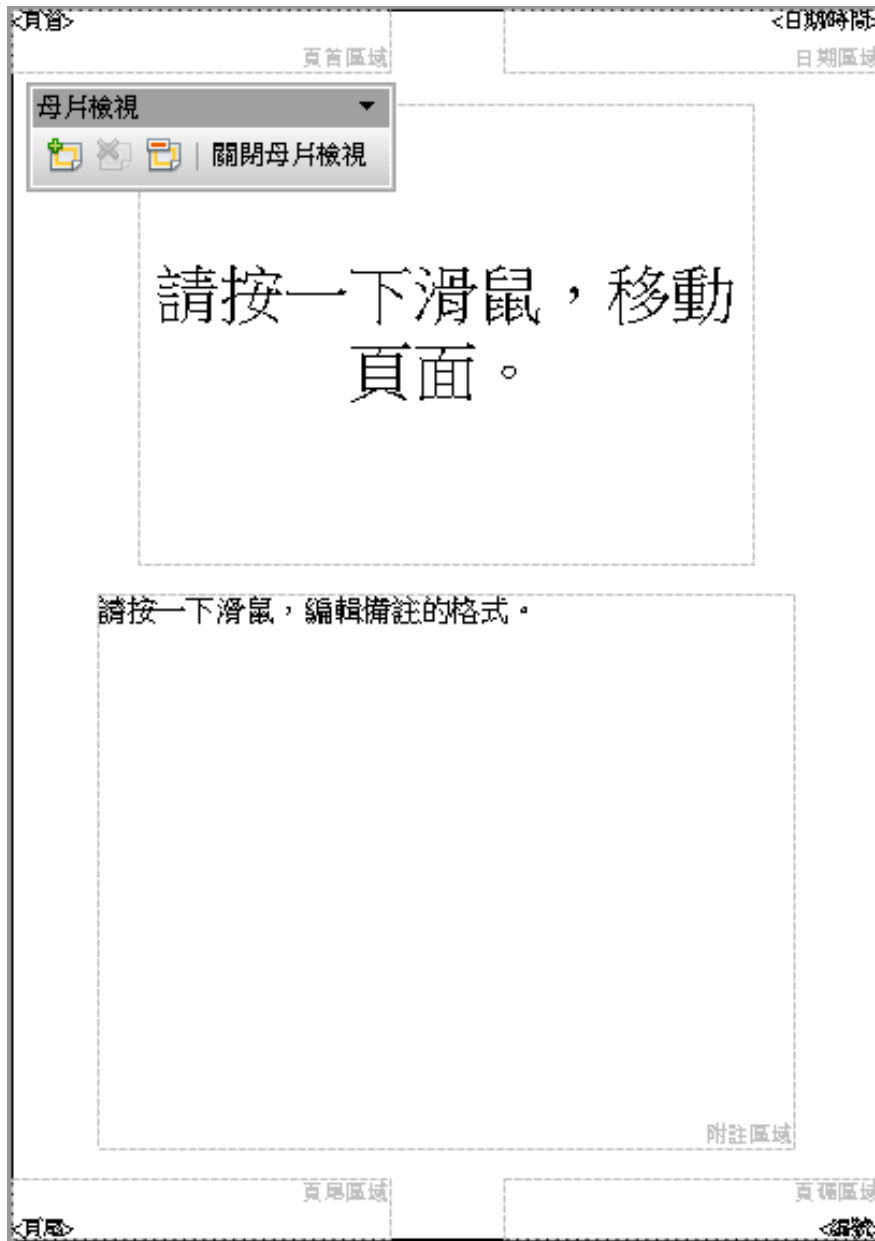 <頁首>
<日期時間>
頁首區域
日期區域
母片檢視
關閉母片檢視
請按一下滑鼠，移動
頁面。
請按一下滑鼠，編輯備註的格式。
附註區域
頁尾區域
頁碼區域
<頁尾>
<編號>